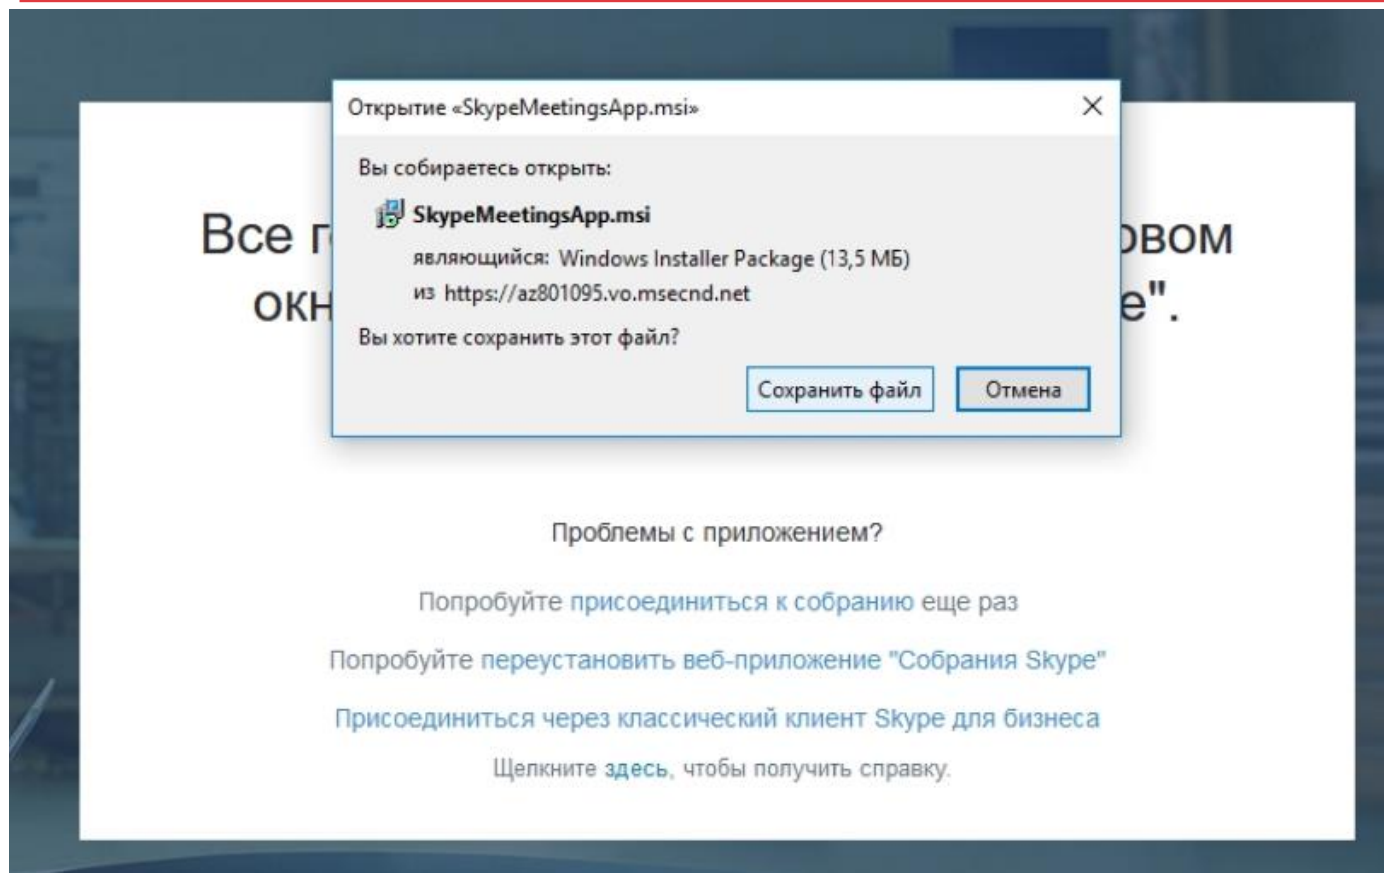 Открытие «SkypeMeetingsApp.msi»
Вы собираетесь открыть:
SkypeMeetingsApp.msi
являющийся: Windows Installer Package (13,5 МБ)
из https://az801095.vo.msecnd.net
Вы хотите сохранить этот файл?
Сохранить файл Отмена
Все
Проблемы с приложением?
Попробуйте присоединиться к собранию еще раз
Попробуйте переустановить веб-приложение "Собрания Skype"
Присоединиться через классический клиент Skype для бизнеса
Щелкните здесь, чтобы получить справку.